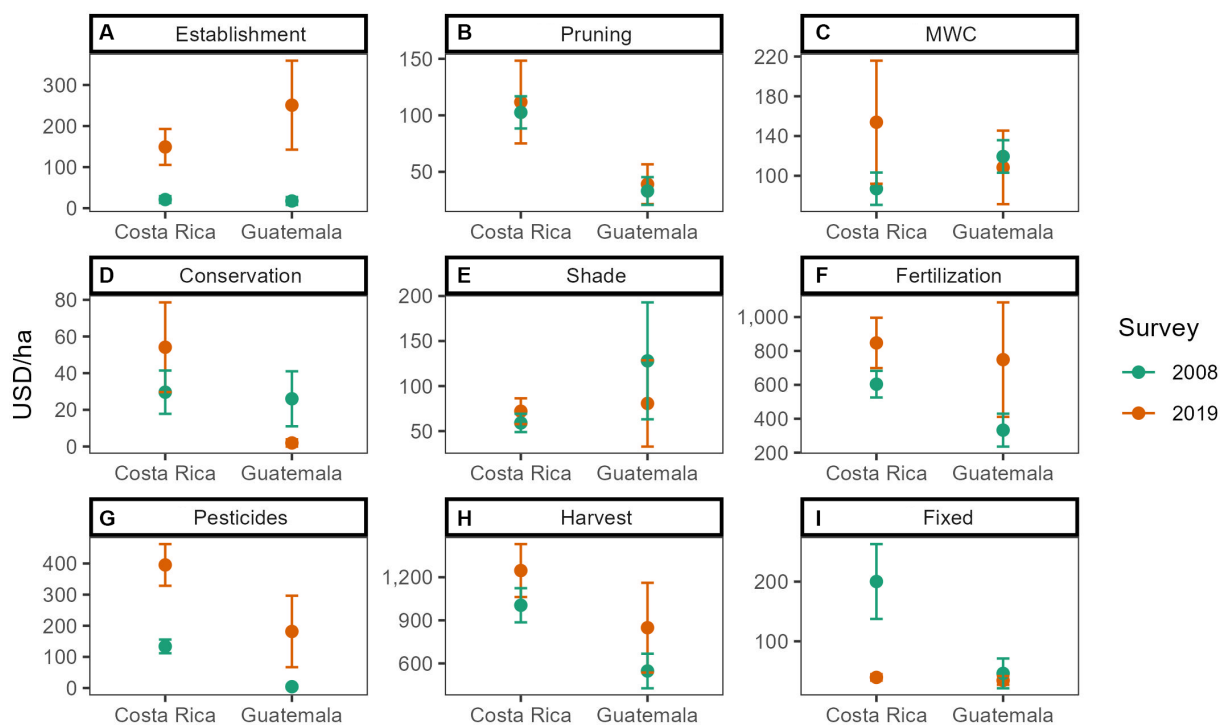 A Establishment
B Pruning
C MWC
300
200
100
0
150
100
50
220
180
140
100
Costa Rica Guatemala
Costa Rica Guatemala
Costa Rica Guatemala
D Conservation
E Shade
F Fertilization
80
60
40
20
0
200
150
100
50
1,000
800
600
400
200
Costa Rica Guatemala
Costa Rica Guatemala
Costa Rica Guatemala
G Pesticides
H Harvest
I Fixed
400
300
200
100
0
1,200
900
600
200
100
Costa Rica Guatemala
Costa Rica Guatemala
Costa Rica Guatemala
USD/ha
Survey
2008
2019